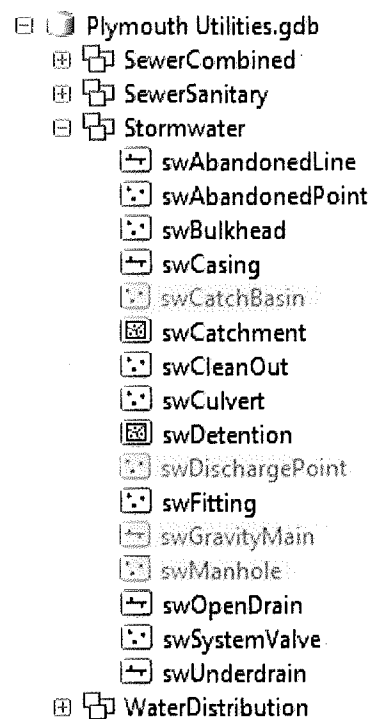 Plymouth Utilities.gdb
SewerCombined
SewerSanitary
Stormwater
swAbandonedLine
swAbandonedPoint
swBulkhead
swCasing
swCatchBasin
swCatchment
swCleanOut
swCulvert
swDetention
swDischargePoint
swFitting
swGravityMain
swManhole
swOpenDrain
swSystemValve
swUnderdrain
WaterDistribution